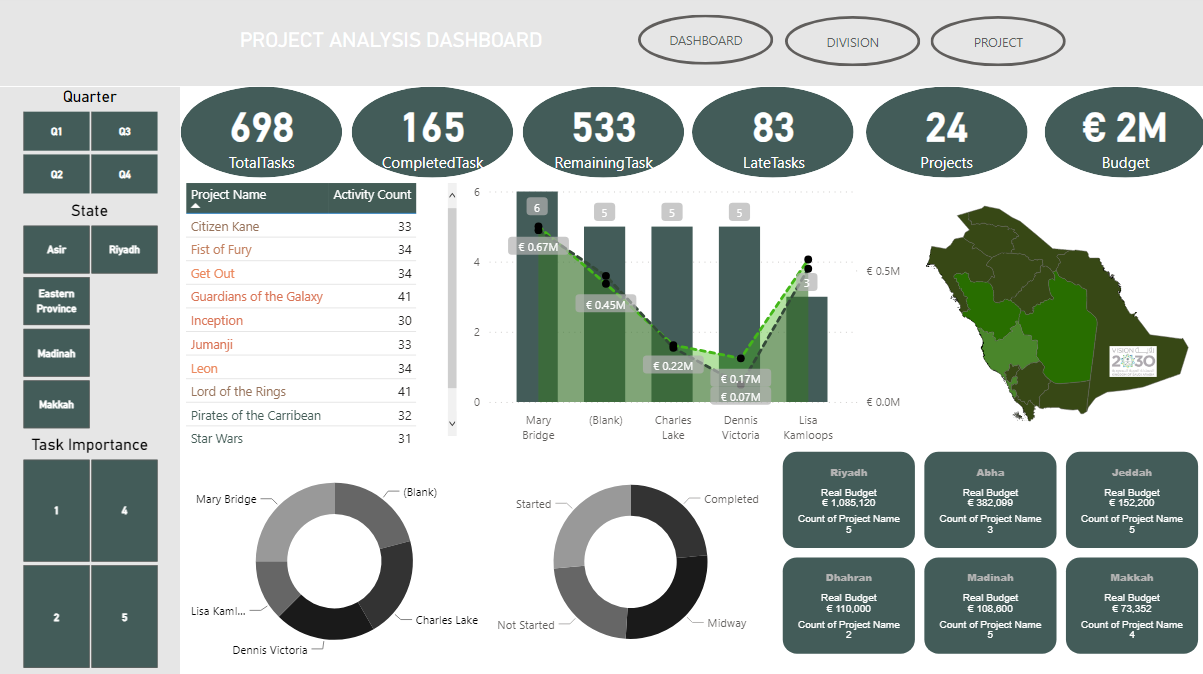 PROJECT ANALYSIS DASHBOARD
DASHBOARD
DIVISION
PROJECT
Quarter
Q1
Q3
Q2
Q4
State
Asir
Riyadh
Eastern
Province
Madinah
Makkah
Task Importance
1
4
2
5
698
TotalTasks
165
CompletedTask
533
RemainingTask
83
LateTasks
24
Projects
€ 2M
Budget
Project Name Activity Count
Citizen Kane 33
Fist of Fury 34
Get Out 34
Guardians of the Galaxy 41
Inception 30
Jumanji 33
Leon 34
Lord of the Rings 41
Pirates of the Carribean 32
Star Wars 31
6
4
2
0
6
5
5
5
3
€ 0.67M
€ 0.45M
€ 0.22M
€ 0.17M
€ 0.07M
€ 0.5M
€ 0.0M
Mary
Bridge
(Blank)
Charles
Lake
Dennis
Victoria
Lisa
Kamloops
VISION
2030
Mary Bridge
(Blank)
Lisa Kaml...
Charles Lake
Dennis Victoria
Started
Completed
Not Started
Midway
Riyadh
Real Budget
€ 1,085,120
Count of Project Name
5
Abha
Real Budget
€ 382,099
Count of Project Name
3
Jeddah
Real Budget
€ 152,200
Count of Project Name
5
Dhahran
Real Budget
€ 110,000
Count of Project Name
2
Madinah
Real Budget
€ 108,600
Count of Project Name
5
Makkah
Real Budget
€ 73,352
Count of Project Name
4